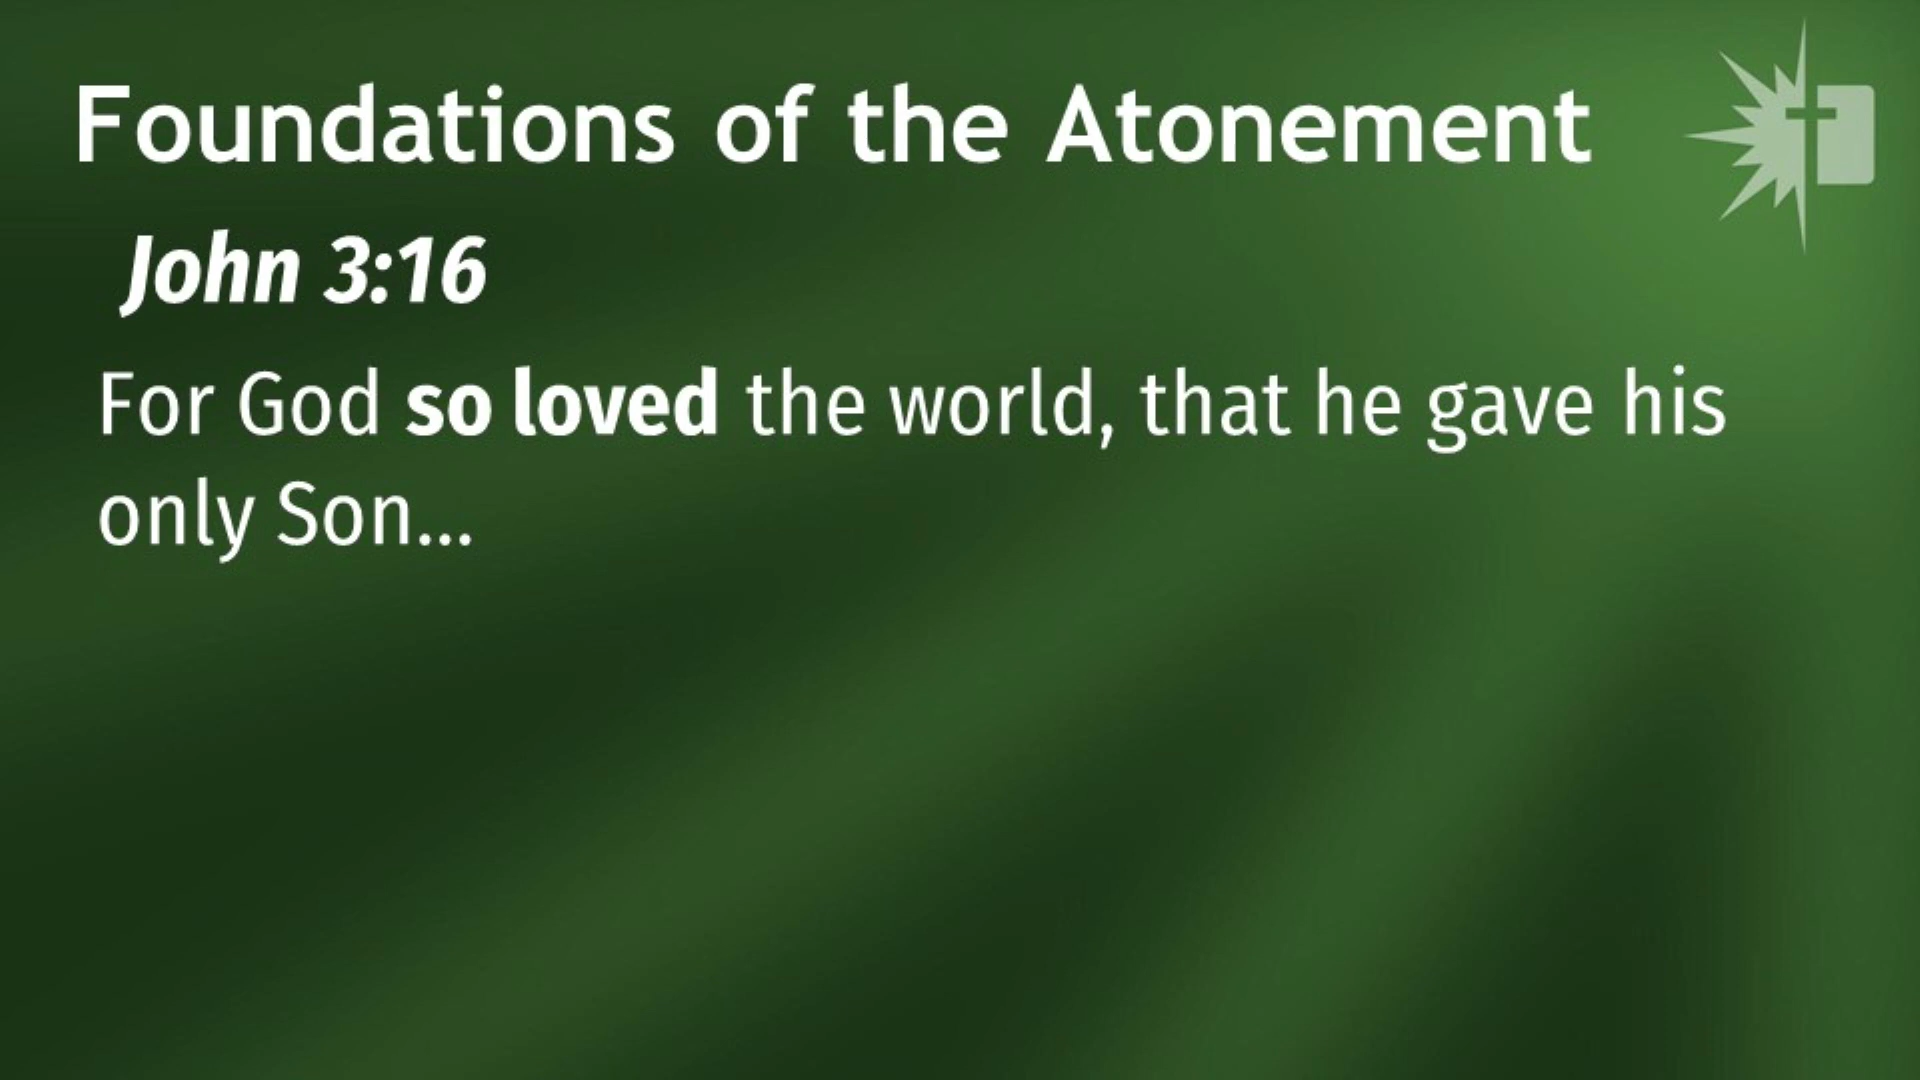 Foundations of the Atonement
John 3:16
For God so loved the world, that he gave his
only Son...